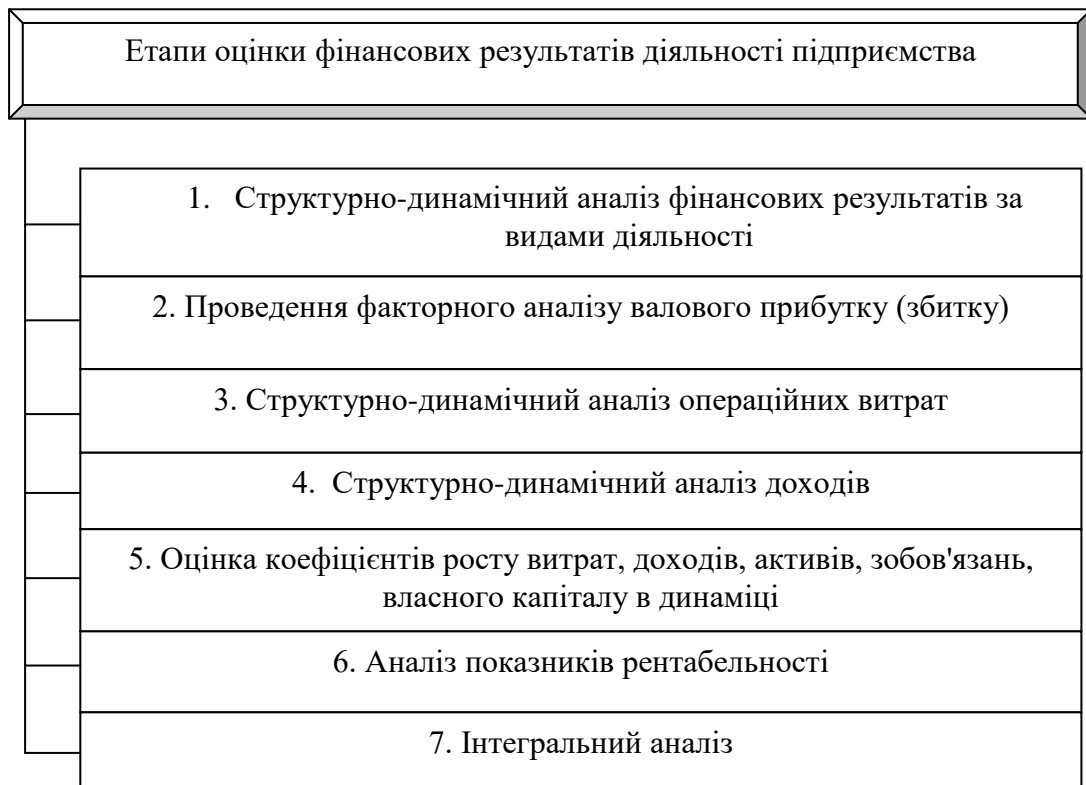 Етапи оцінки фінансових результатів діяльності підприємства
1. Структурно-динамічний аналіз фінансових результатів за
видами діяльності
2. Проведення факторного аналізу валового прибутку (збитку)
3. Структурно-динамічний аналіз операційних витрат
4. Структурно-динамічний аналіз доходів
5. Оцінка коефіцієнтів росту витрат, доходів, активів, зобов'язань,
власного капіталу в динаміці
6. Аналіз показників рентабельності
7. Інтегральний аналіз